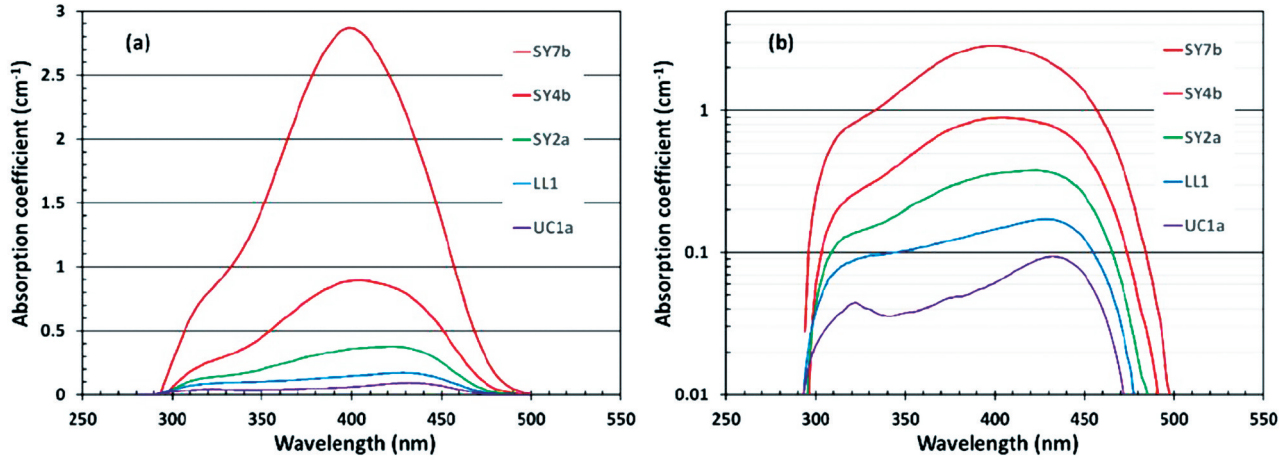 (a)
Absorption coefficient (cm⁻¹)
3
2.5
2
1.5
1
0.5
0
250 300 350 400 450 500 550
Wavelength (nm)
SY7b
SY4b
SY2a
LL1
UC1a
(b)
Absorption coefficient (cm⁻¹)
1
0.1
0.01
250 300 350 400 450 500 550
Wavelength (nm)
SY7b
SY4b
SY2a
LL1
UC1a